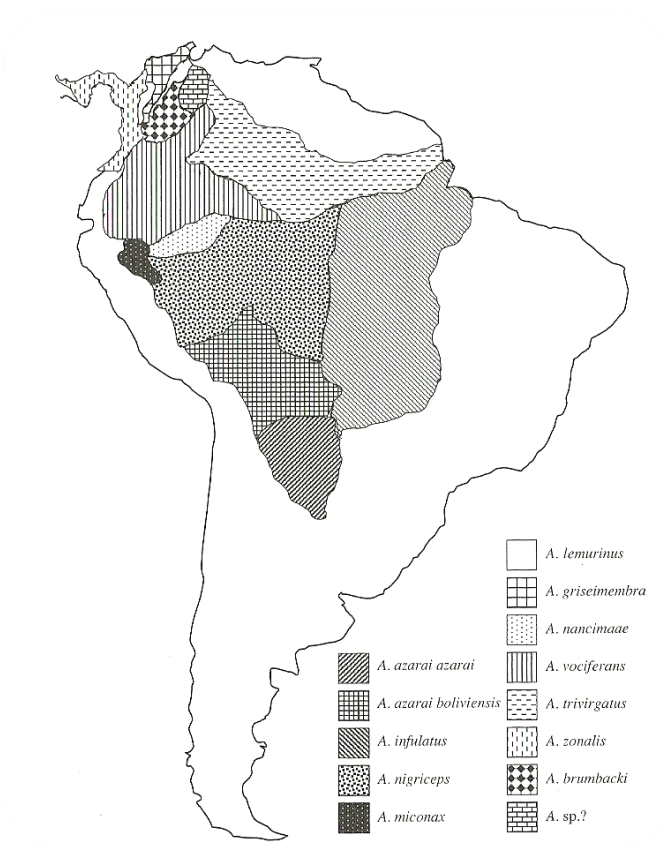 A. lemurinus
A. griseimembra
A. nancimaae
A. azarai azarai
A. vociferans
A. azarai boliviensis
A. trivirgatus
A. infulatus
A. zonalis
A. nigriceps
A. brumbacki
A. miconax
A. sp.?